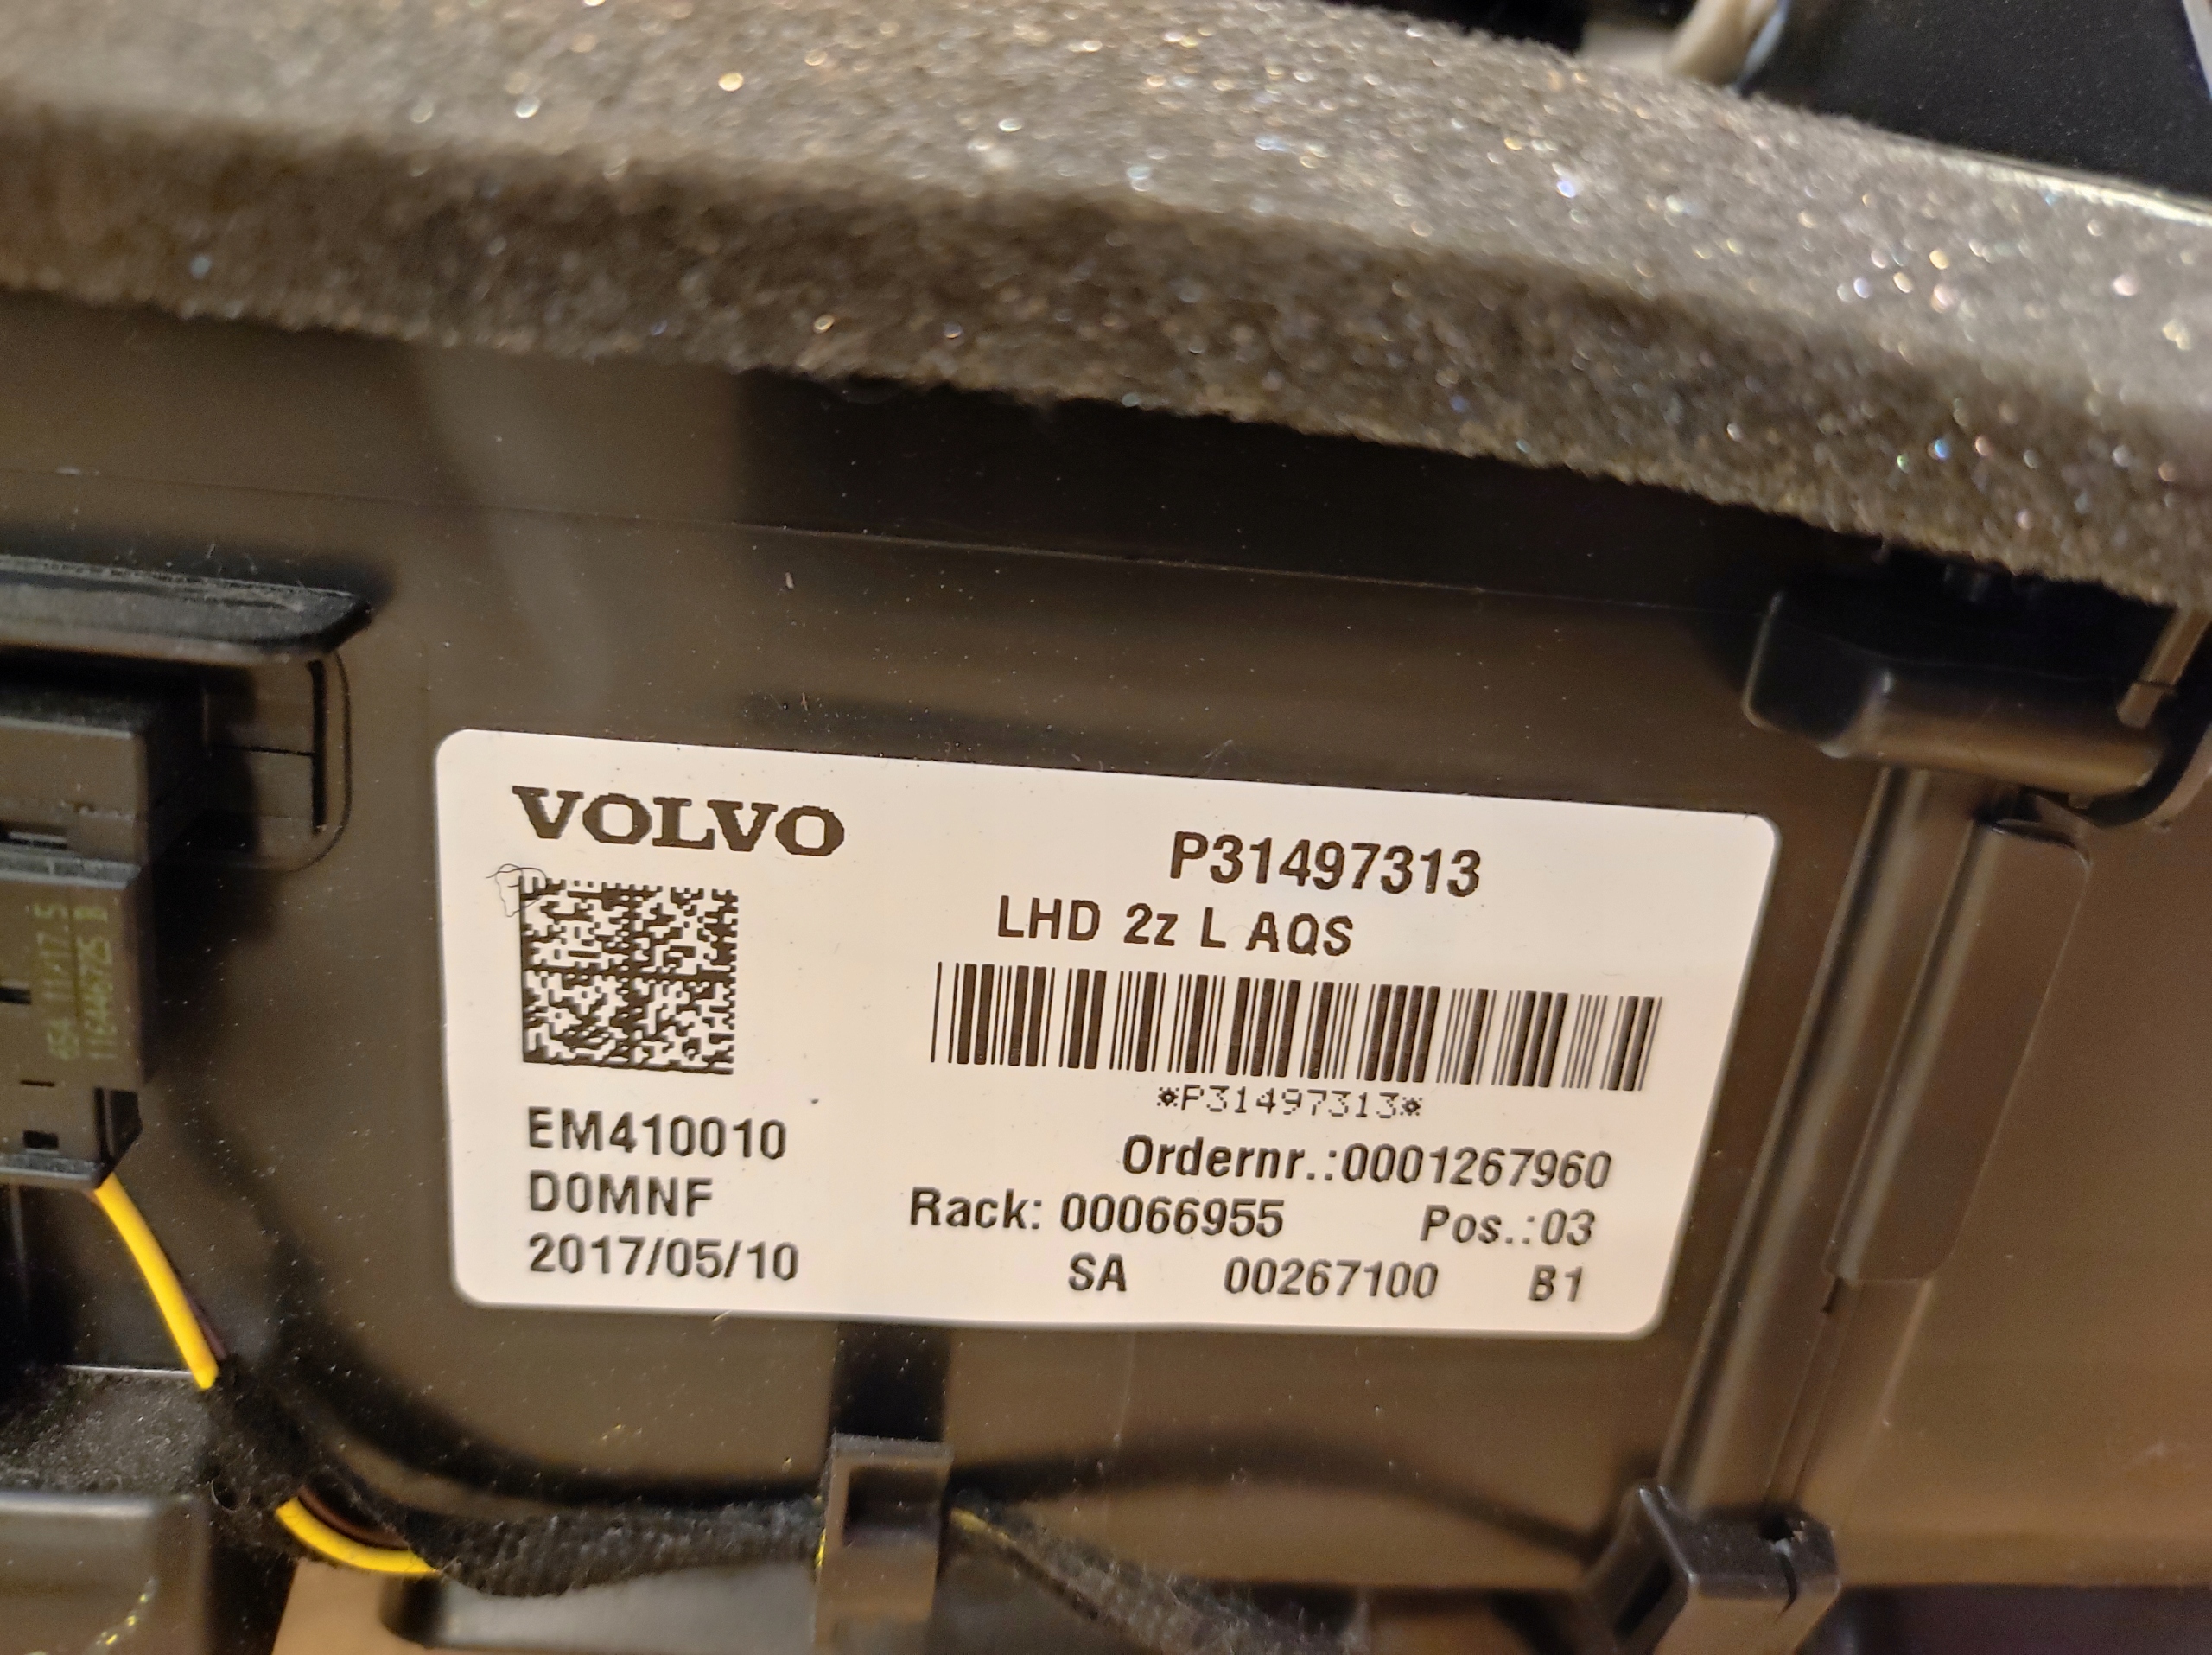 VOLVO
P31497313
LHD 2z L AQS
*P31497313*
EM410010
Ordernr.:0001267960
D0MNF
Rack: 00066955 Pos.:03
2017/05/10
SA 00267100 B1